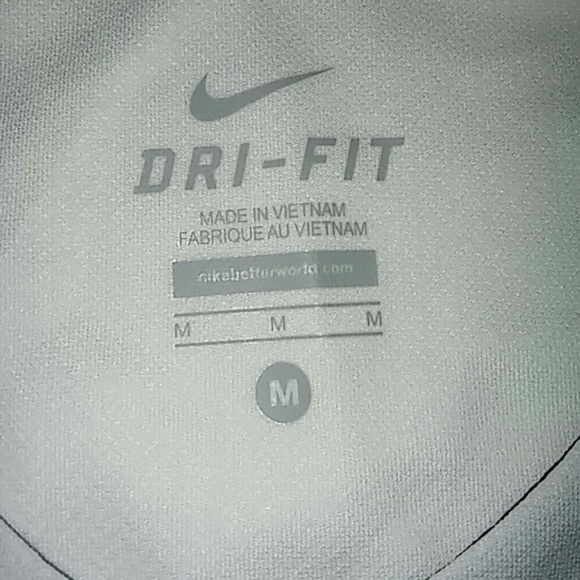 DRI-FIT
MADE IN VIETNAM
FABRIQUE AU VIETNAM
nikebetterworld.com
M M M
M